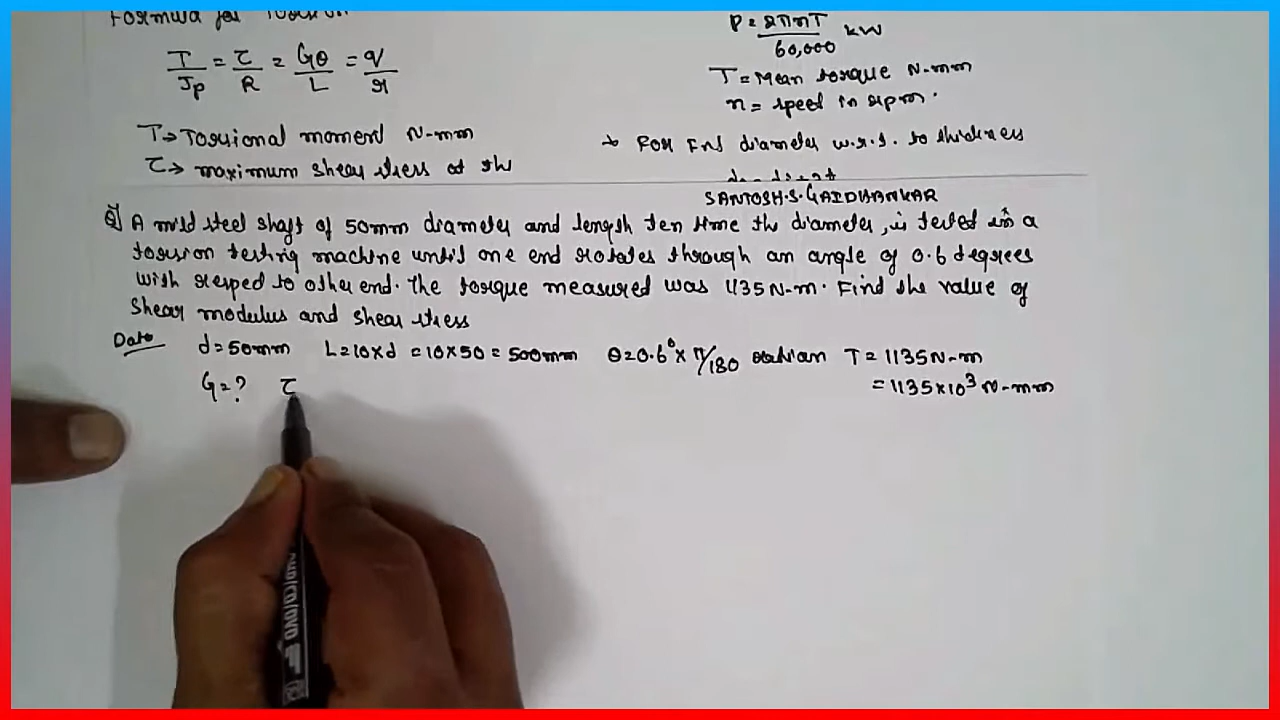 Formula for Torsion
P = 2πnT / 60,000 kW
T/Jp = τ/R = Gθ/L = q/r
T = Mean torque N-mm
n = speed in rpm.
T → Torsional moment N-mm
→ For Ext diameter w.r.t. to thickness
τ → maximum shear stress at the
SANTOSH.S.GAIDHANKAR
Q] A mild steel shaft of 50mm diameter and length ten time the diameter, is tested in a
torsion testing machine until one end rotates through an angle of 0.6 degrees
with respect to other end. The torque measured was 1135 N-m. Find the value of
Shear modulus and shear stress
Data d=50mm L=10×d =10×50=500mm θ=0.6°×π/180 radian T=1135N-m
G=? τ =1135×10³ N-mm